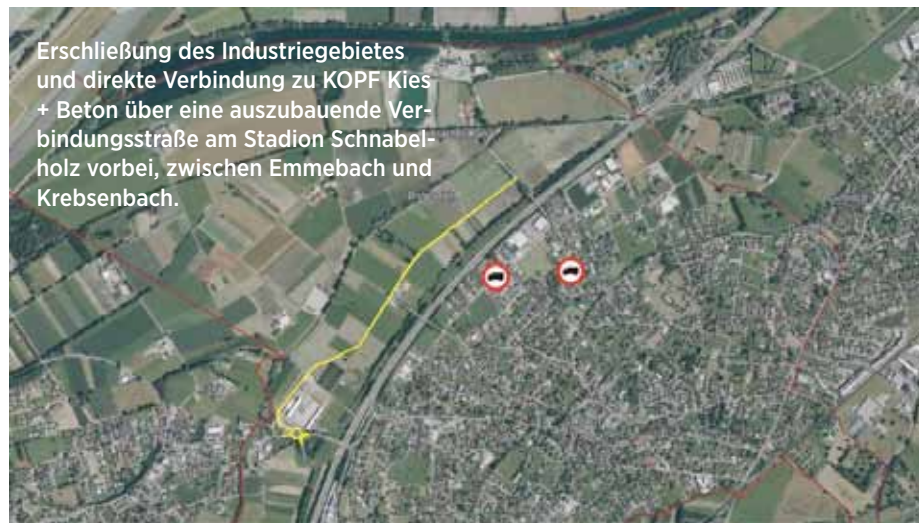 Erschließung des Industriegebietes
und direkte Verbindung zu KOPF Kies
+ Beton über eine auszubauende Ver-
bindungsstraße am Stadion Schnabel-
holz vorbei, zwischen Emmebach und
Krebsenbach.